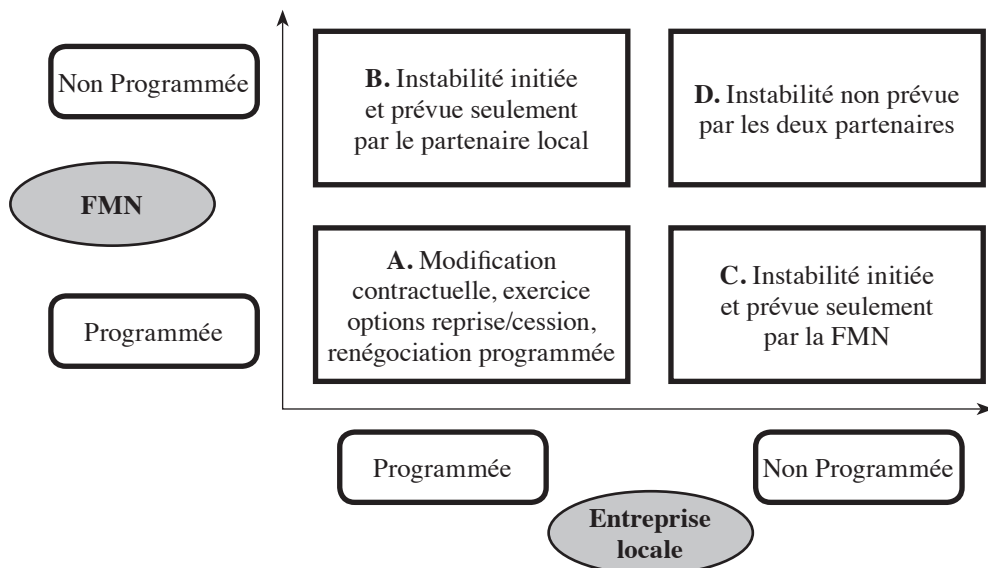 Non Programmée
B. Instabilité initiée
et prévue seulement
par le partenaire local
D. Instabilité non prévue
par les deux partenaires
FMN
A. Modification
contractuelle, exercice
options reprise/cession,
renégociation programmée
C. Instabilité initiée
et prévue seulement
par la FMN
Programmée
Programmée
Non Programmée
Entreprise
locale